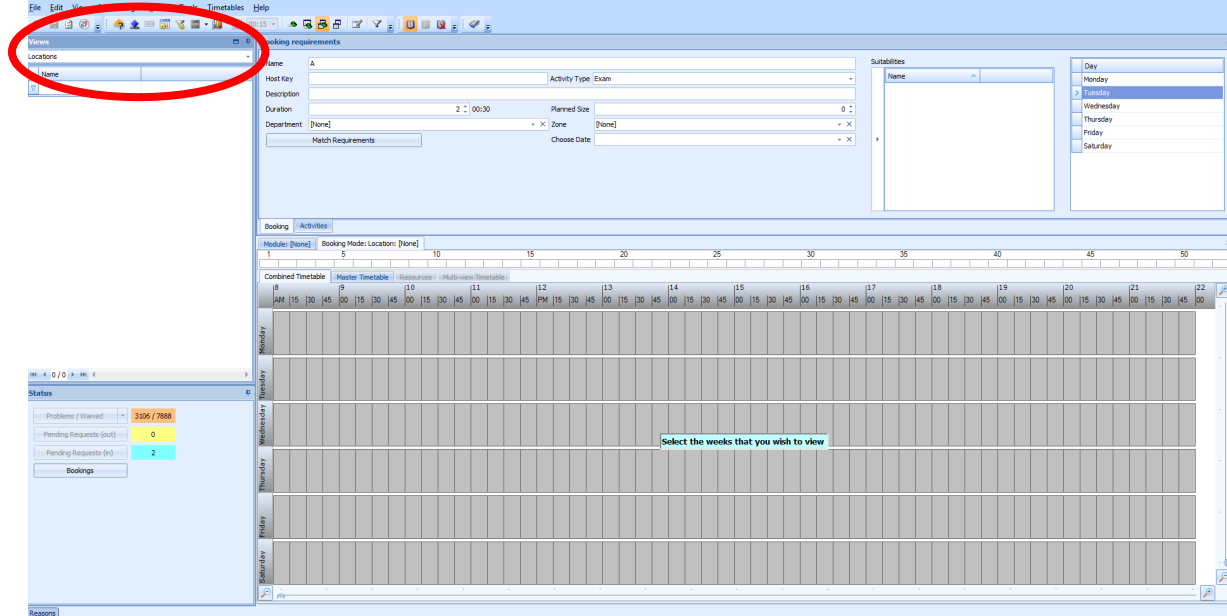 File Edit Timetables Help
00:15
Views
Locations
Name
0 / 0
Status
Problems / Waived 3106 / 7888
Pending Requests (out) 0
Pending Requests (in) 2
Bookings
Reasons
Booking requirements
Name A
Host Key Activity Type Exam
Description
Duration 2 00:30 Planned Size 0
Department [None] Zone [None]
Match Requirements Choose Date
Suitabilities
Name
Day
Monday
Tuesday
Wednesday
Thursday
Friday
Saturday
Booking Activities
Module: [None] Booking Mode: Location: [None]
1 5 10 15 20 25 30 35 40 45 50
Combined Timetable Master Timetable Resources Multi-view Timetable
8 9 10 11 12 13 14 15 16 17 18 19 20 21 22
AM 15 30 45 00 15 30 45 00 15 30 45 00 15 30 45 PM 15 30 45 00 15 30 45 00 15 30 45 00 15 30 45 00 15 30 45 00 15 30 45 00 15 30 45 00 15 30 45 00 15 30 45 00 15 30 45 00
Monday
Tuesday
Wednesday
Select the weeks that you wish to view
Thursday
Friday
Saturday